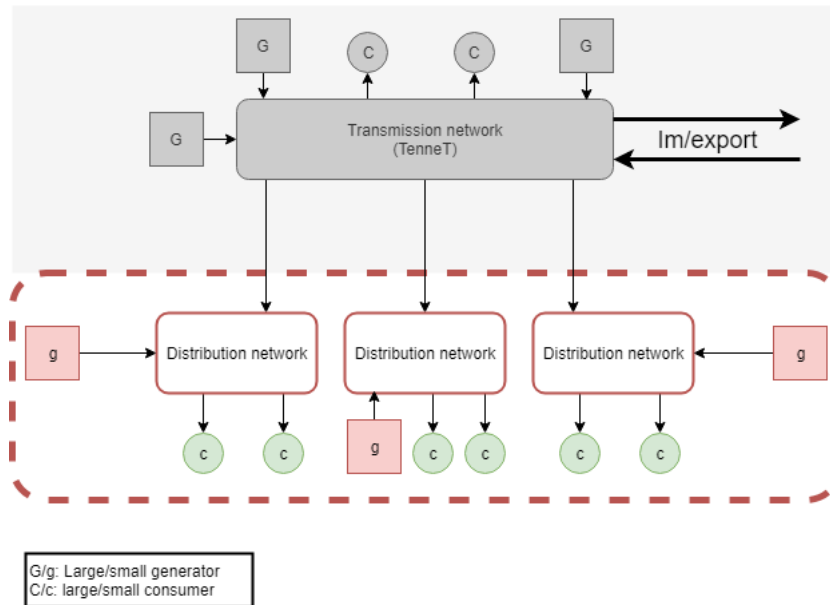 G
C
C
G
G
Transmission network
(TenneT)
Im/export
g
Distribution network
Distribution network
Distribution network
g
c
c
g
c
c
c
c
G/g: Large/small generator
C/c: large/small consumer